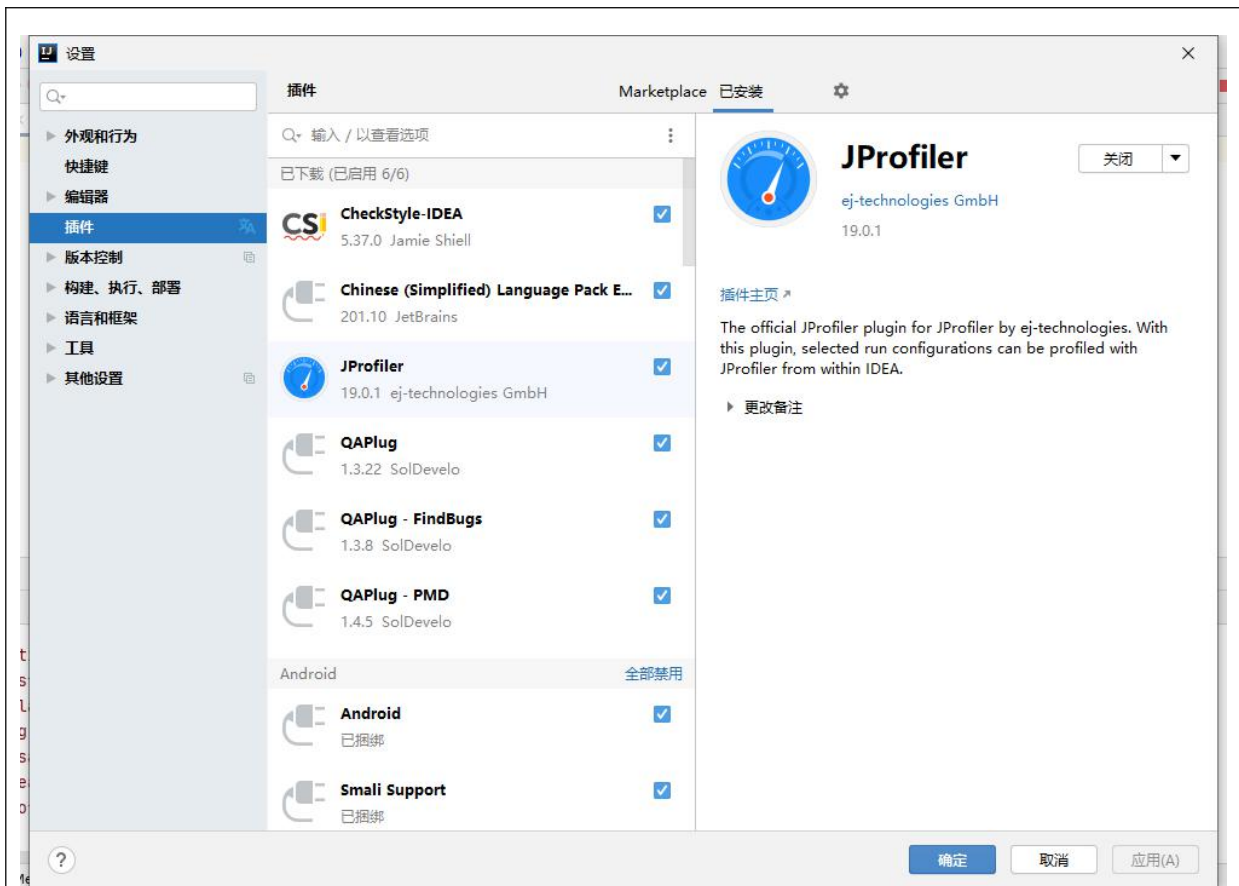 设置
插件
Marketplace
已安装
外观和行为
快捷键
编辑器
插件
版本控制
构建、执行、部署
语言和框架
工具
其他设置
输入 / 以查看选项
已下载 (已启用 6/6)
CheckStyle-IDEA
5.37.0 Jamie Shiell
Chinese (Simplified) Language Pack E...
201.10 JetBrains
JProfiler
19.0.1 ej-technologies GmbH
QAPlug
1.3.22 SolDevelo
QAPlug - FindBugs
1.3.8 SolDevelo
QAPlug - PMD
1.4.5 SolDevelo
Android
全部禁用
Android
已捆绑
Smali Support
已捆绑
JProfiler
关闭
ej-technologies GmbH
19.0.1
插件主页
The official JProfiler plugin for JProfiler by ej-technologies. With
this plugin, selected run configurations can be profiled with
JProfiler from within IDEA.
更改备注
?
确定
取消
应用(A)